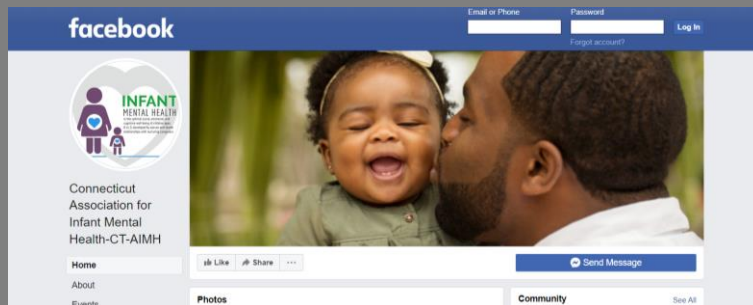 facebook
Email or Phone
Password
Log In
Forgot account?
INFANT
MENTAL HEALTH
Connecticut
Association for
Infant Mental
Health-CT-AIMH
Home
About
Events
Like Share ...
Send Message
Photos
Community
See All